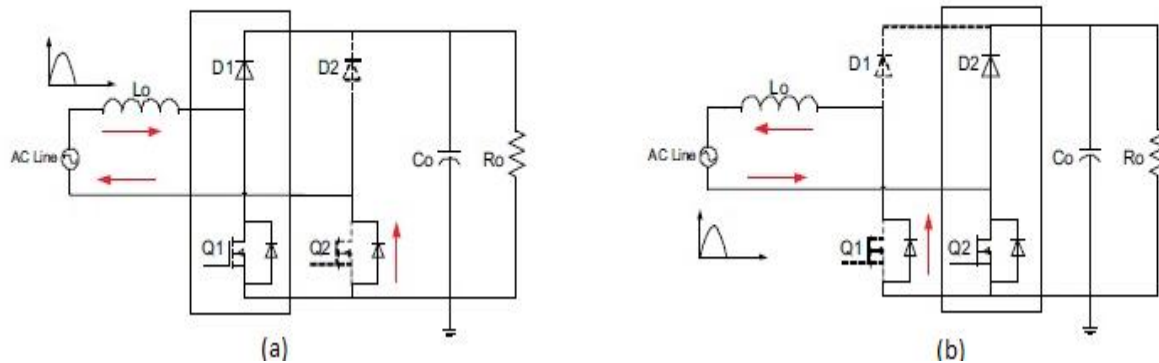 D1
D2
Lo
AC Line
Co
Ro
Q1
Q2
(a)
D1
D2
Lo
AC Line
Co
Ro
Q1
Q2
(b)